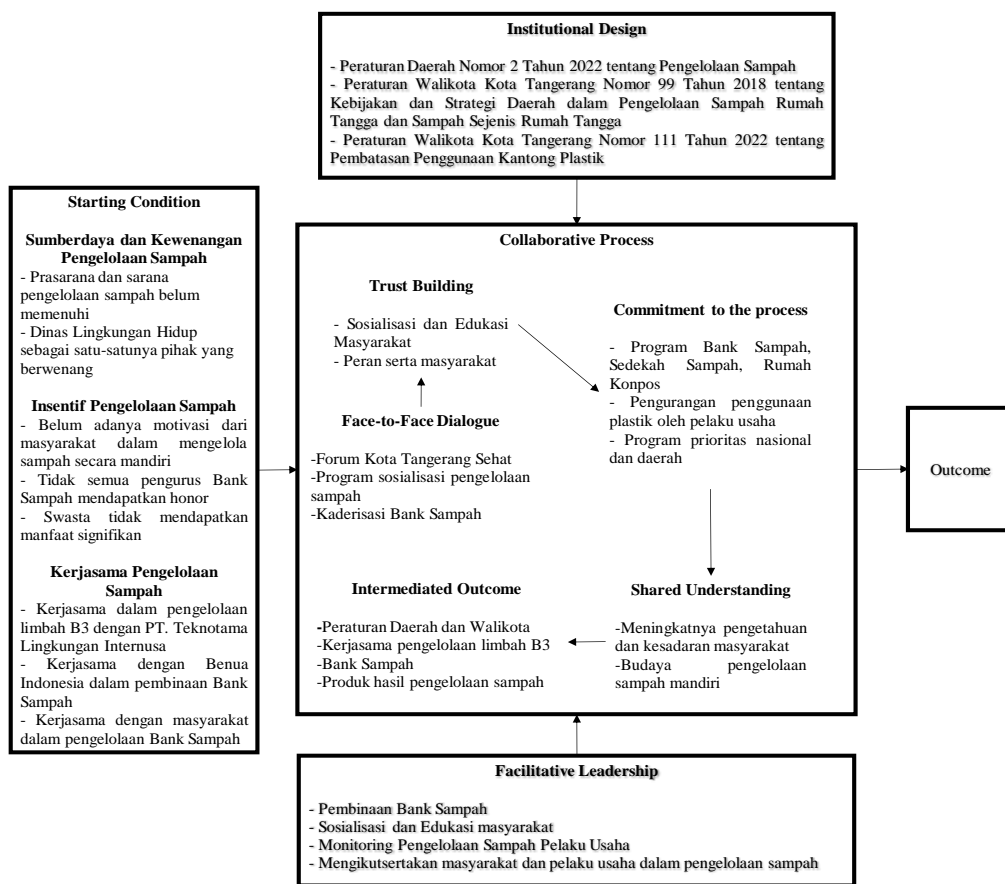 Institutional Design
- Peraturan Daerah Nomor 2 Tahun 2022 tentang Pengelolaan Sampah
- Peraturan Walikota Kota Tangerang Nomor 99 Tahun 2018 tentang
Kebijakan dan Strategi Daerah dalam Pengelolaan Sampah Rumah
Tangga dan Sampah Sejenis Rumah Tangga
- Peraturan Walikota Kota Tangerang Nomor 111 Tahun 2022 tentang
Pembatasan Penggunaan Kantong Plastik
Starting Condition
Sumberdaya dan Kewenangan
Pengelolaan Sampah
- Prasarana dan sarana
pengelolaan sampah belum
memenuhi
- Dinas Lingkungan Hidup
sebagai satu-satunya pihak yang
berwenang
Insentif Pengelolaan Sampah
- Belum adanya motivasi dari
masyarakat dalam mengelola
sampah secara mandiri
- Tidak semua pengurus Bank
Sampah mendapatkan honor
- Swasta tidak mendapatkan
manfaat signifikan
Kerjasama Pengelolaan
Sampah
- Kerjasama dalam pengelolaan
limbah B3 dengan PT. Teknotama
Lingkungan Internusa
- Kerjasama dengan Benua
Indonesia dalam pembinaan Bank
Sampah
- Kerjasama dengan masyarakat
dalam pengelolaan Bank Sampah
Collaborative Process
Trust Building
- Sosialisasi dan Edukasi
Masyarakat
- Peran serta masyarakat
Commitment to the process
- Program Bank Sampah,
Sedekah Sampah, Rumah
Konpos
- Pengurangan penggunaan
plastik oleh pelaku usaha
- Program prioritas nasional
dan daerah
Face-to-Face Dialogue
-Forum Kota Tangerang Sehat
-Program sosialisasi pengelolaan
sampah
-Kaderisasi Bank Sampah
Intermediated Outcome
-Peraturan Daerah dan Walikota
-Kerjasama pengelolaan limbah B3
-Bank Sampah
-Produk hasil pengelolaan sampah
Shared Understanding
-Meningkatnya pengetahuan
dan kesadaran masyarakat
-Budaya pengelolaan
sampah mandiri
Outcome
Facilitative Leadership
- Pembinaan Bank Sampah
- Sosialisasi dan Edukasi masyarakat
- Monitoring Pengelolaan Sampah Pelaku Usaha
- Mengikutsertakan masyarakat dan pelaku usaha dalam pengelolaan sampah